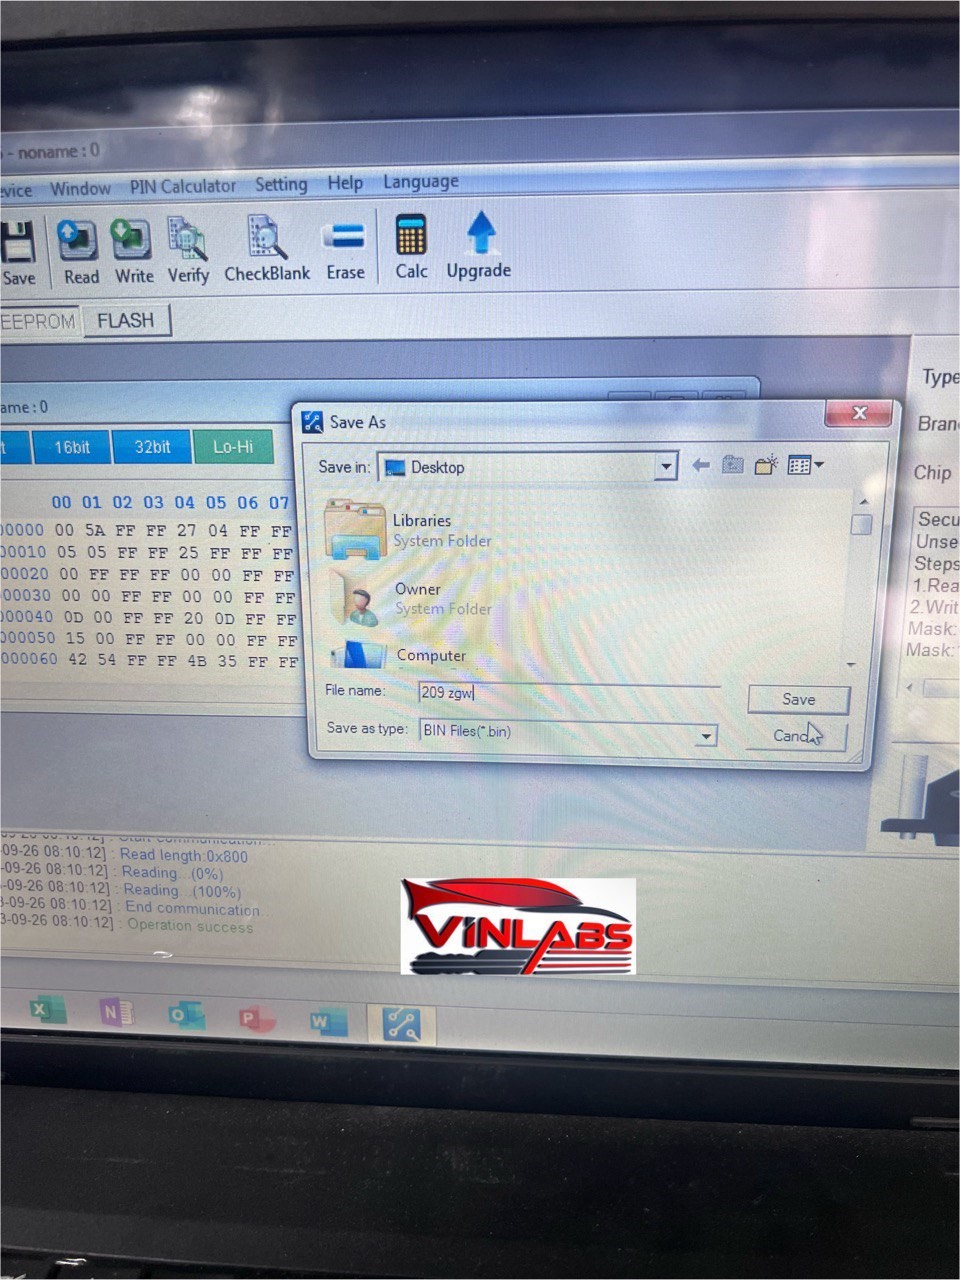 - noname : 0
vice Window PIN Calculator Setting Help Language
Save Read Write Verify CheckBlank Erase Calc Upgrade
EEPROM FLASH
Type
ame : 0
Save As
Bran
t 16bit 32bit Lo-Hi
Save in: Desktop
Chip
00 01 02 03 04 05 06 07
00000 00 5A FF FF 27 04 FF FF
00010 05 05 FF FF 25 FF FF FF
00020 00 FF FF FF 00 00 FF FF
00030 00 00 FF FF 00 00 FF FF
000040 0D 00 FF FF 20 0D FF FF
000050 15 00 FF FF 00 00 FF FF
000060 42 54 FF FF 4B 35 FF FF
Libraries
System Folder
Owner
System Folder
Computer
File name: 209 zgw Save
Save as type: BIN Files(*.bin) Canc
Secu
Unse
Steps
1.Rea
2.Writ
Mask:
Mask:
-09-26 08:10:12] : Read length:0x800
-09-26 08:10:12] : Reading...(0%)
-09-26 08:10:12] : Reading...(100%)
3-09-26 08:10:12] : End communication
3-09-26 08:10:12] : Operation success
ViNLABS
X N O P W